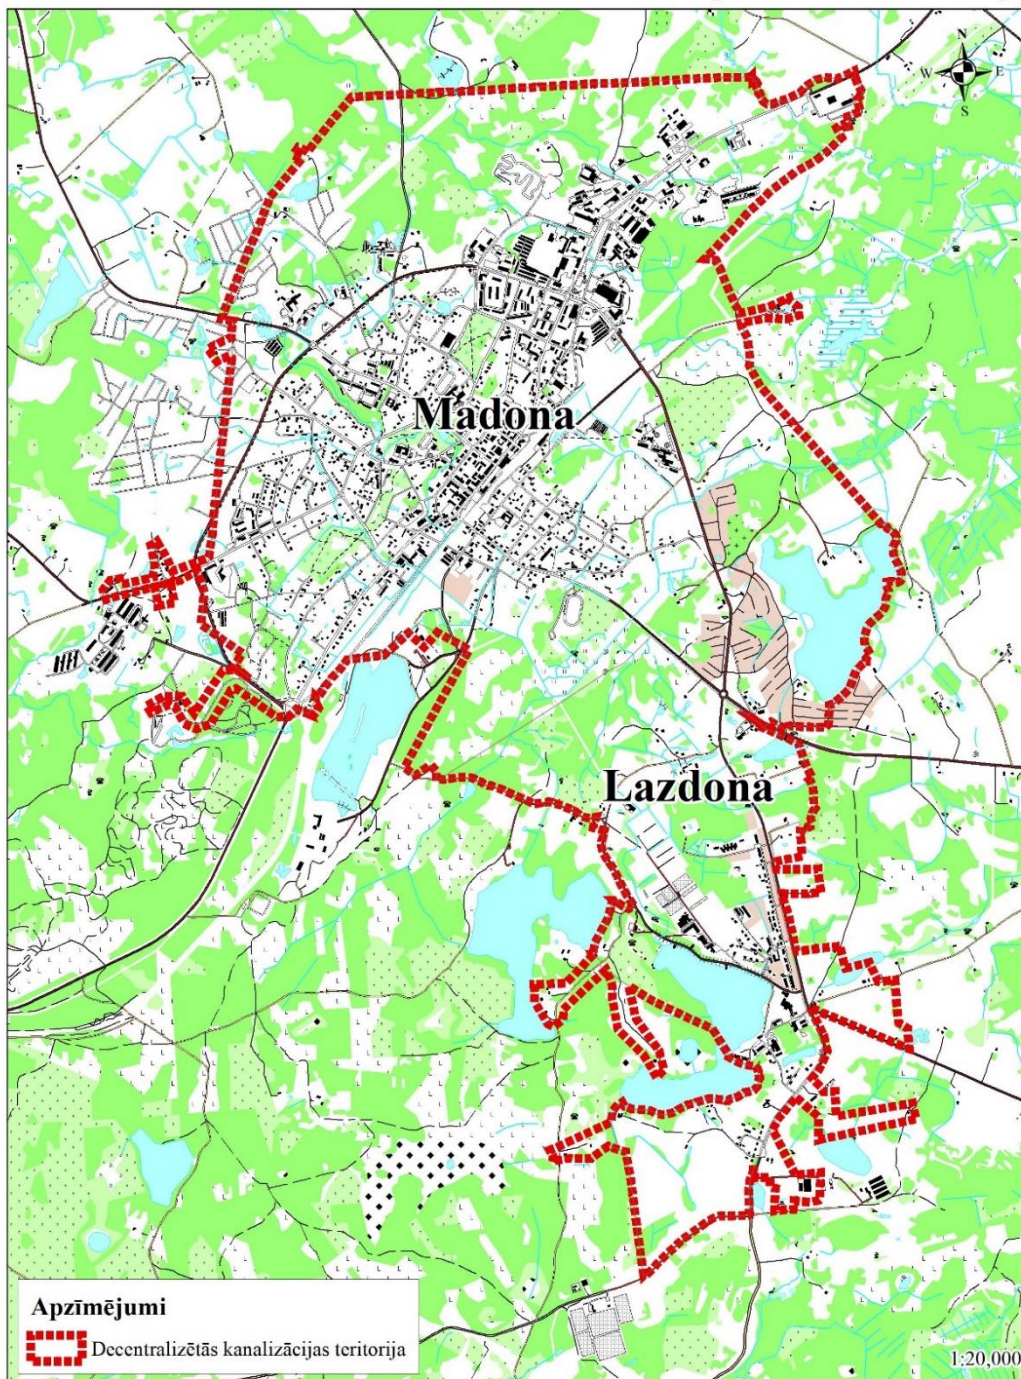 N
W E
S
Madona
Lazdona
Apzīmējumi
Decentralizētās kanalizācijas teritorija
1:20,000